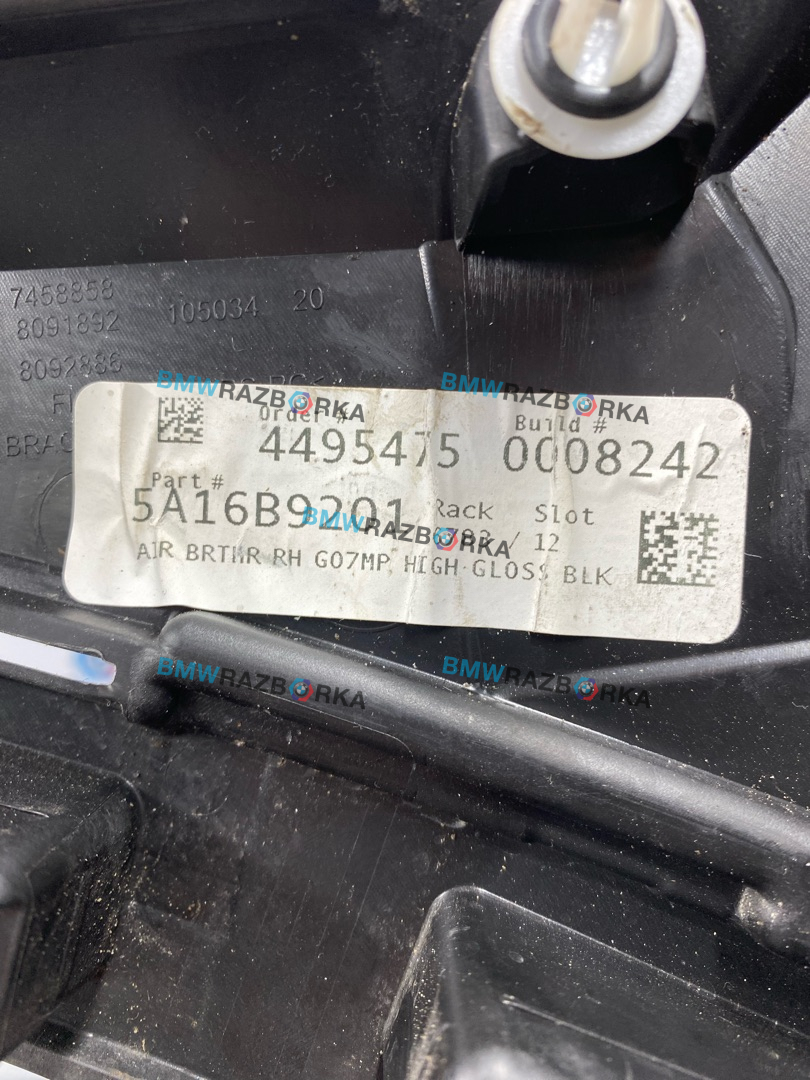 7458858
8091892 105034 20
8092886
BMWRAZBORKA BMWRAZBORKA
Order # Build #
4495475 0008242
Part #
5A16B9201 Rack Slot
BMWRAZBORKA
/ 12
AIR BRTHR RH G07MP HIGH GLOSS BLK
BMWRAZBORKA BMWRAZBORKA